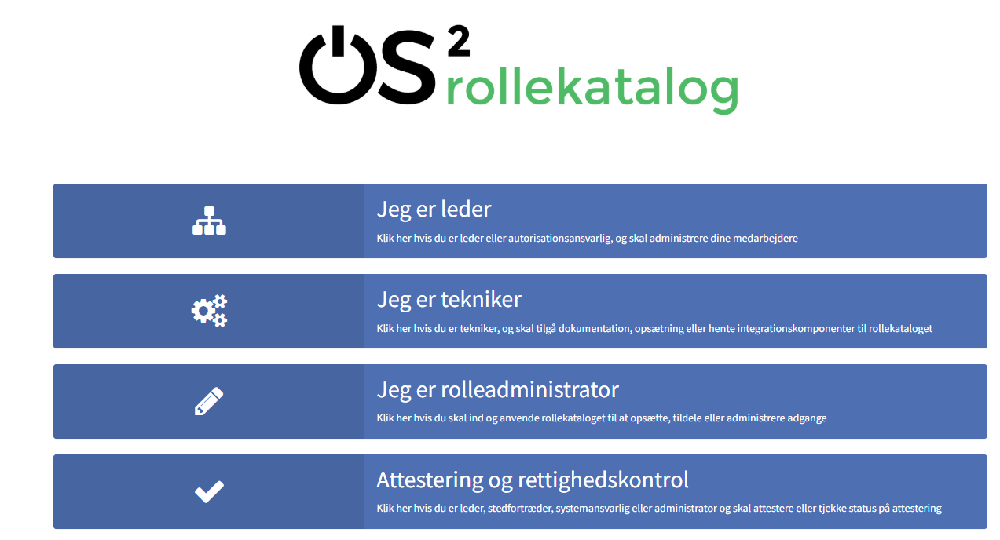 OS²
rollekatalog
Jeg er leder
Klik her hvis du er leder eller autorisationsansvarlig, og skal administrere dine medarbejdere
Jeg er tekniker
Klik her hvis du er tekniker, og skal tilgå dokumentation, opsætning eller hente integrationskomponenter til rollekataloget
Jeg er rolleadministrator
Klik her hvis du skal ind og anvende rollekataloget til at opsætte, tildele eller administrere adgange
Attestering og rettighedskontrol
Klik her hvis du er leder, stedfortræder, systemansvarlig eller administrator og skal attestere eller tjekke status på attestering